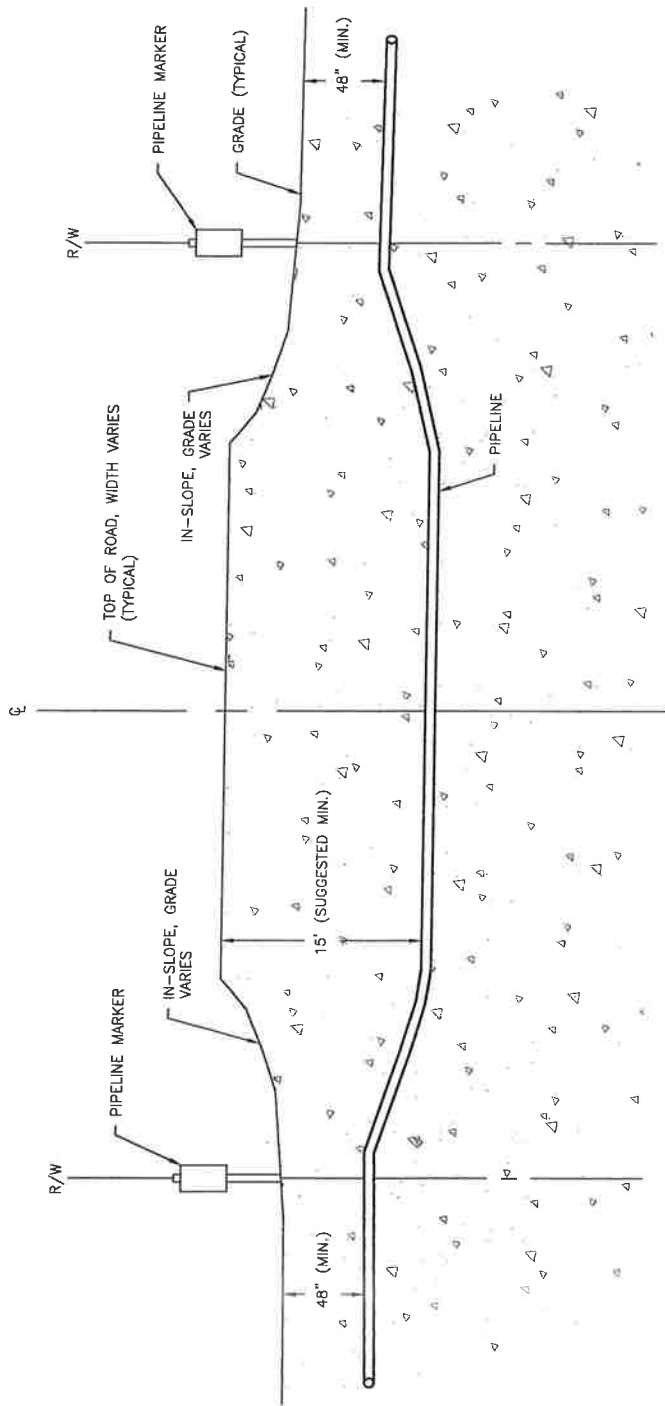 R/W
PIPELINE MARKER
IN-SLOPE, GRADE
VARIES
48" (MIN.)
15' (SUGGESTED MIN.)
℄
TOP OF ROAD, WIDTH VARIES
(TYPICAL)
IN-SLOPE, GRADE
VARIES
PIPELINE
R/W
PIPELINE MARKER
GRADE (TYPICAL)
48" (MIN.)